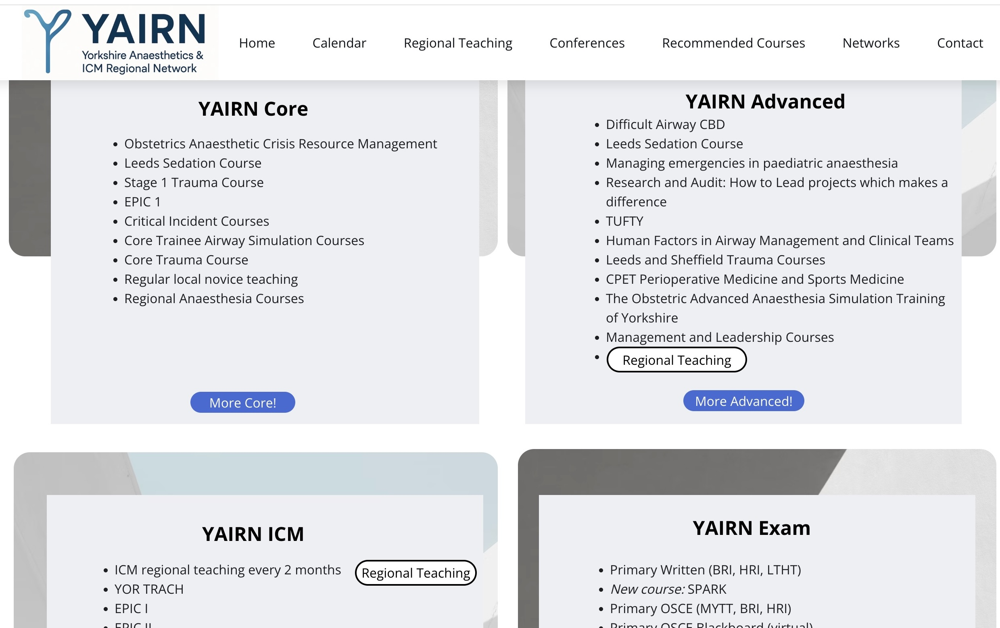 YAIRN
Yorkshire Anaesthetics &
ICM Regional Network
Home
Calendar
Regional Teaching
Conferences
Recommended Courses
Networks
Contact
YAIRN Core
• Obstetrics Anaesthetic Crisis Resource Management
• Leeds Sedation Course
• Stage 1 Trauma Course
• EPIC 1
• Critical Incident Courses
• Core Trainee Airway Simulation Courses
• Core Trauma Course
• Regular local novice teaching
• Regional Anaesthesia Courses
More Core!
YAIRN Advanced
• Difficult Airway CBD
• Leeds Sedation Course
• Managing emergencies in paediatric anaesthesia
• Research and Audit: How to Lead projects which makes a
difference
• TUFTY
• Human Factors in Airway Management and Clinical Teams
• Leeds and Sheffield Trauma Courses
• CPET Perioperative Medicine and Sports Medicine
• The Obstetric Advanced Anaesthesia Simulation Training
of Yorkshire
• Management and Leadership Courses
• Regional Teaching
More Advanced!
YAIRN ICM
• ICM regional teaching every 2 months
Regional Teaching
• YOR TRACH
• EPIC I
• EPIC II
YAIRN Exam
• Primary Written (BRI, HRI, LTHT)
• New course: SPARK
• Primary OSCE (MYTT, BRI, HRI)
• Primary OSCE Blackboard (virtual)